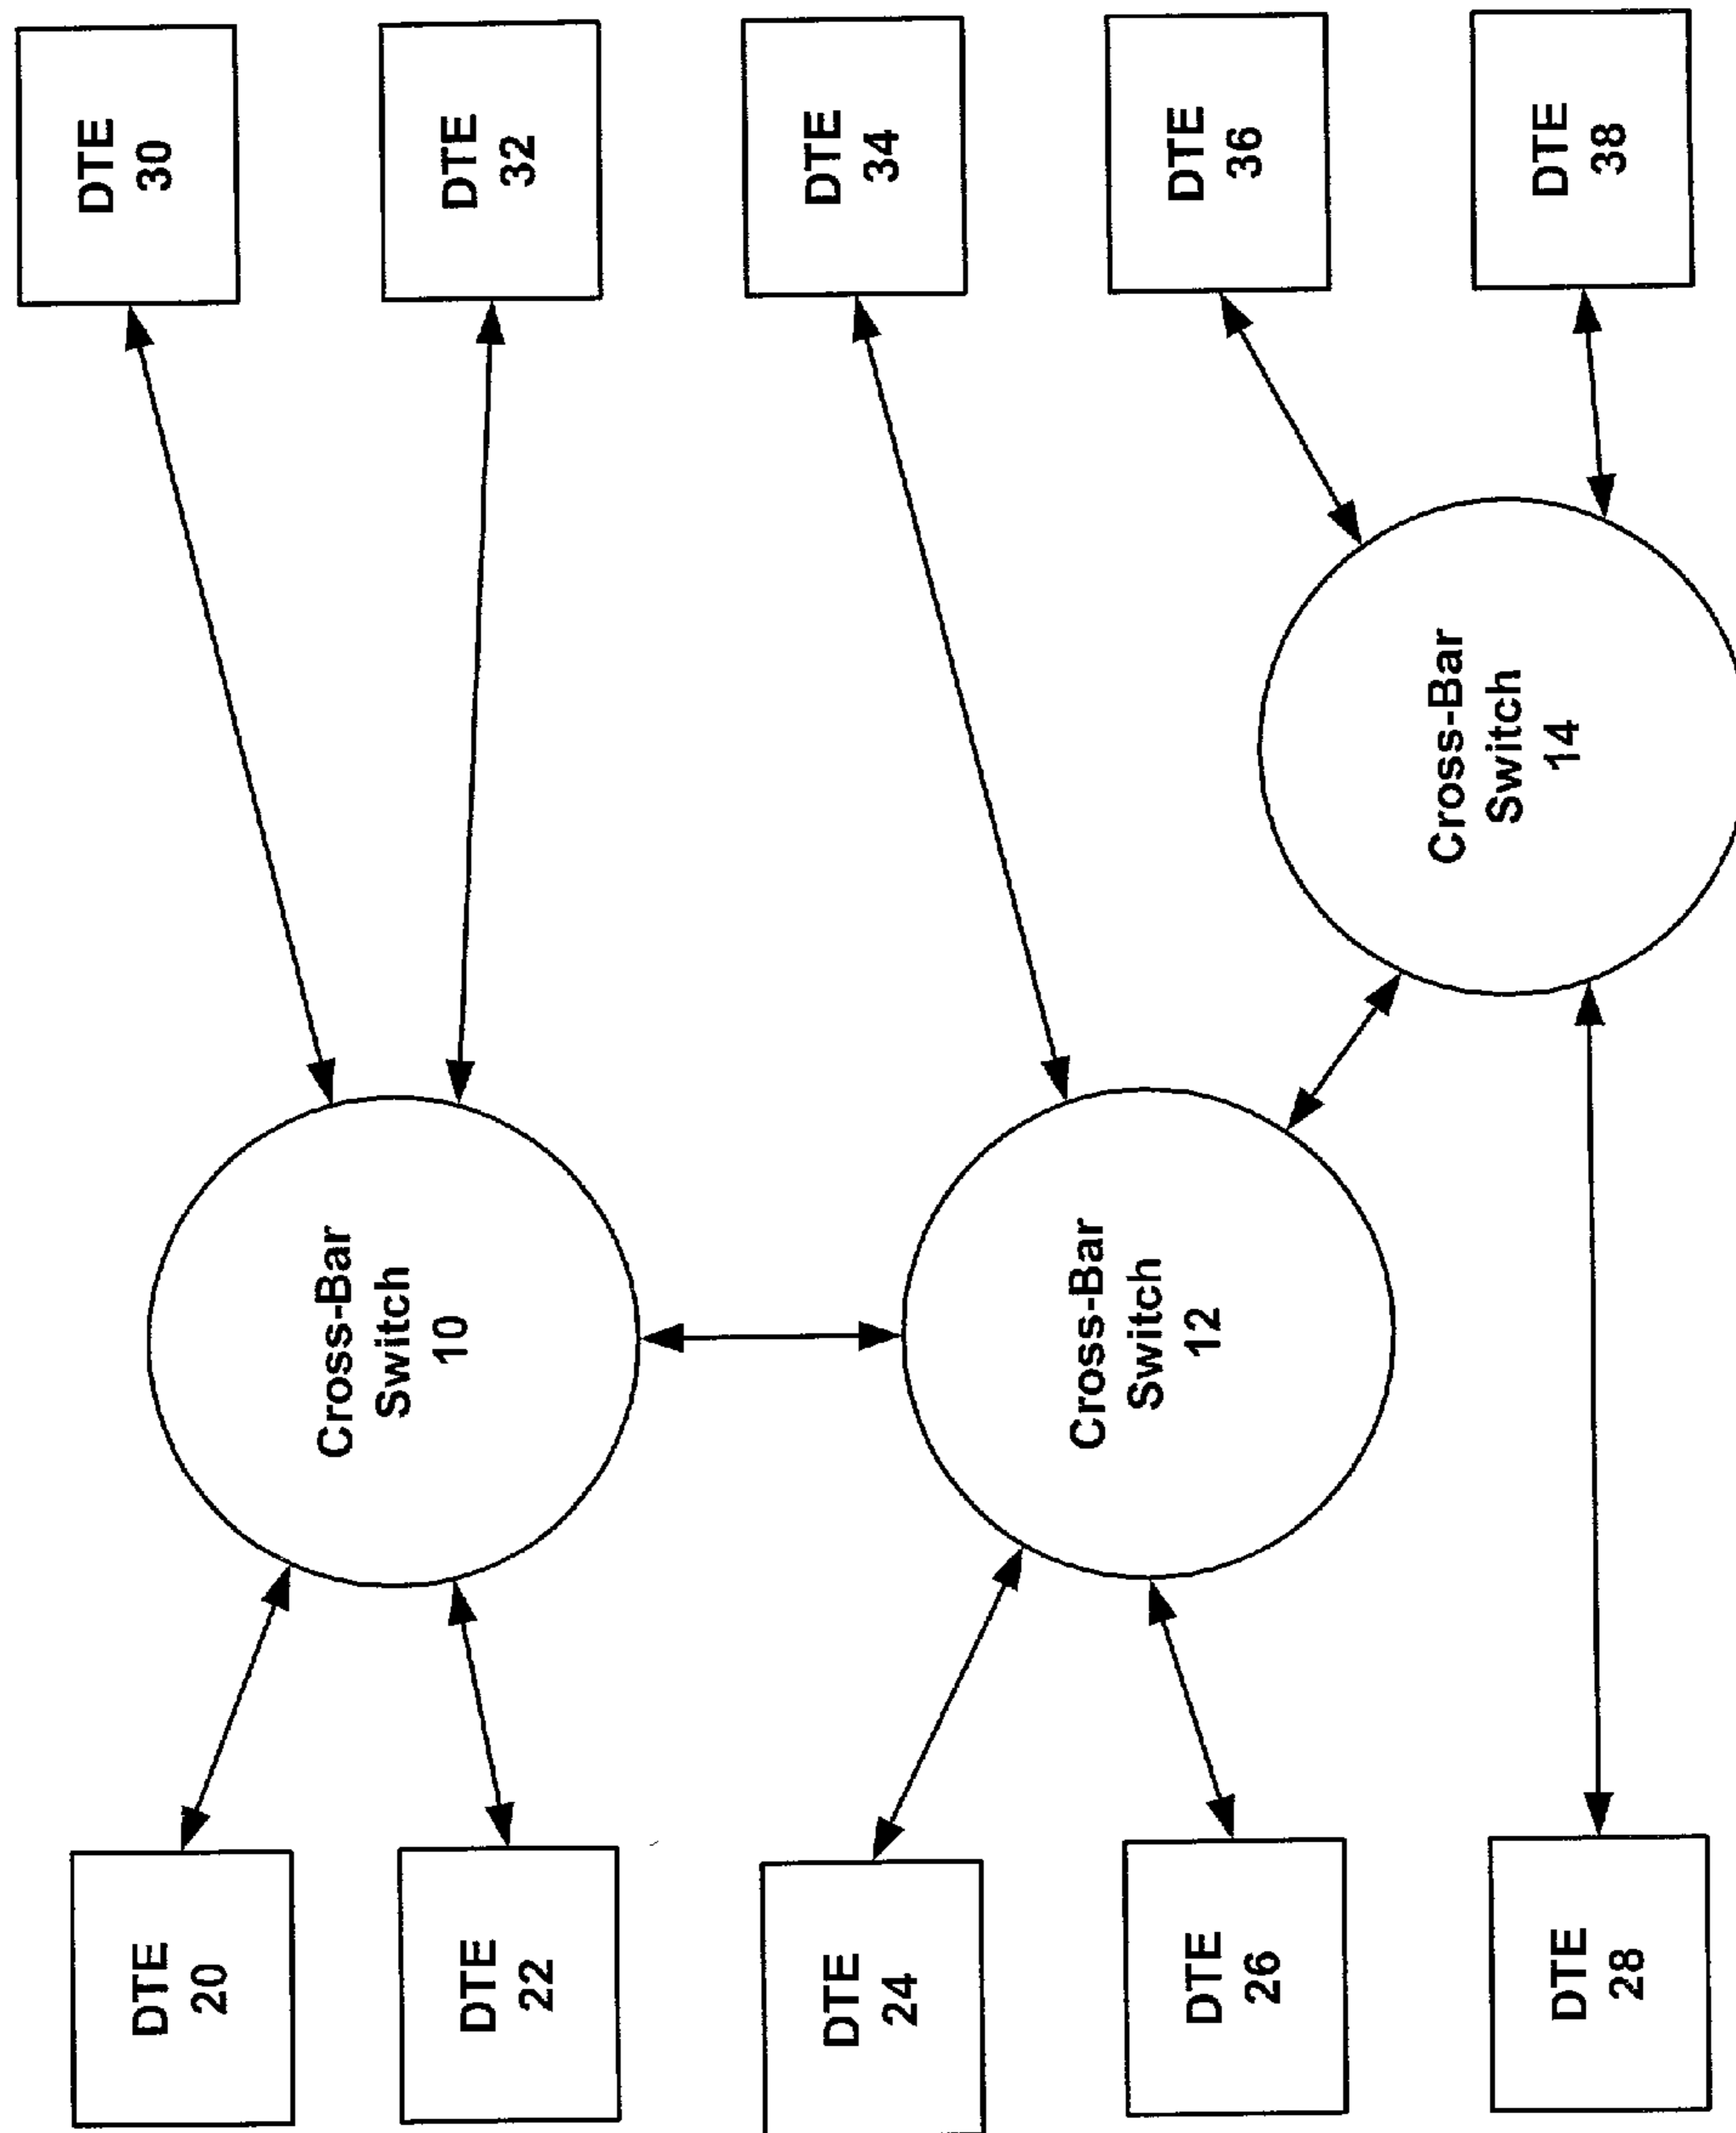 DTE
20
DTE
30
Cross-Bar
Switch
10
DTE
22
DTE
32
DTE
24
DTE
34
Cross-Bar
Switch
12
DTE
26
DTE
36
Cross-Bar
Switch
14
DTE
28
DTE
38